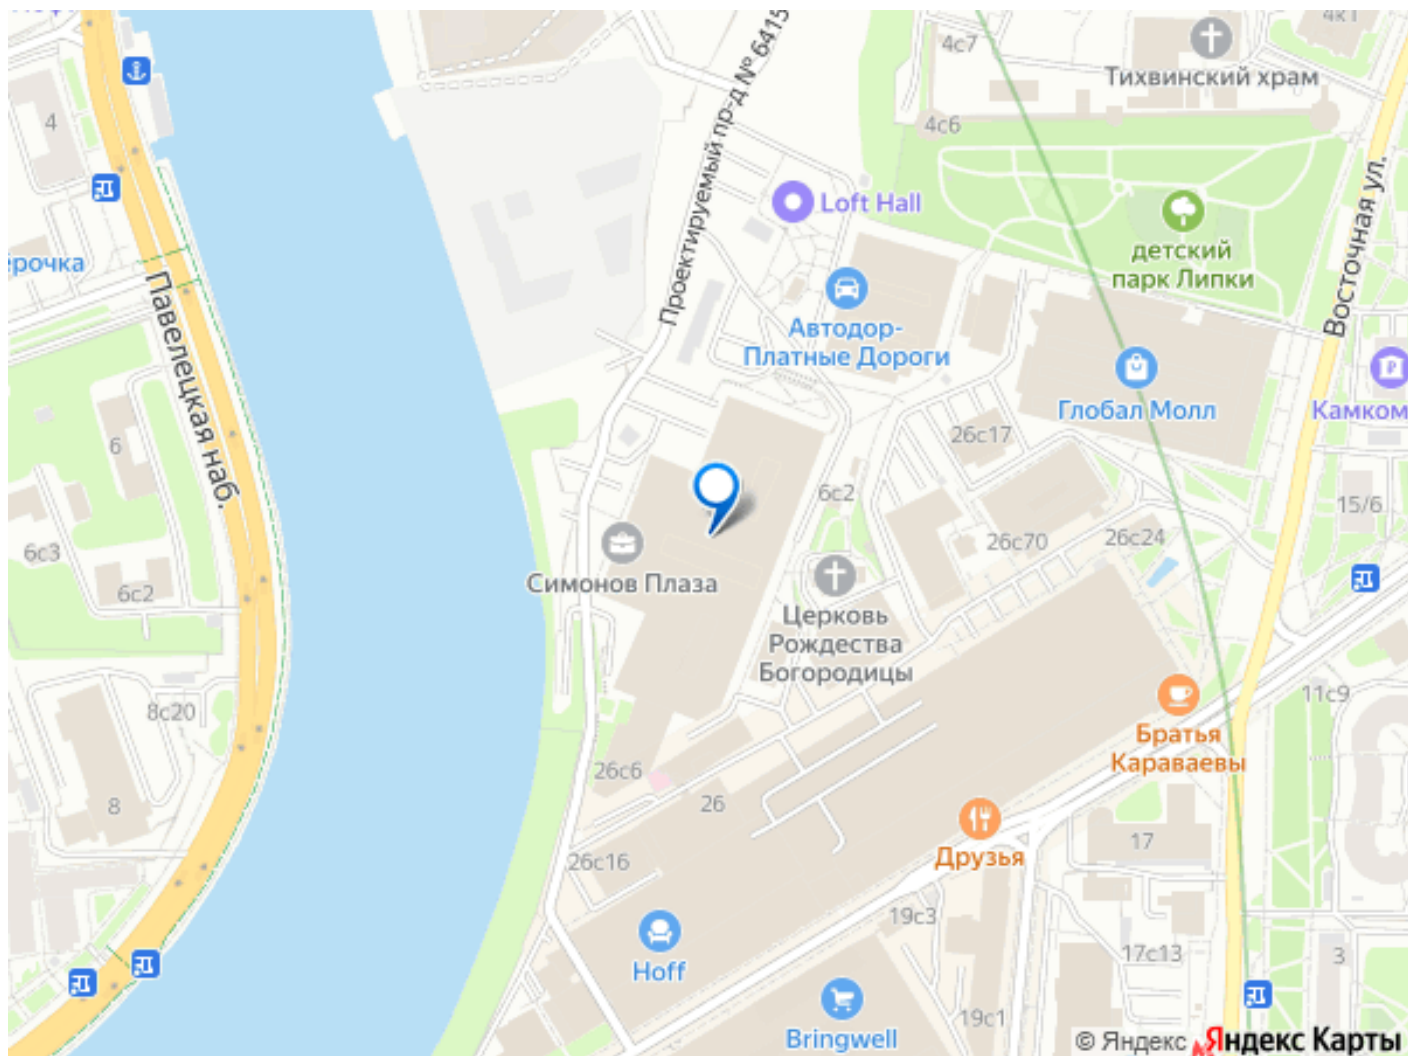 4к1
4с7
Тихвинский храм
4с6
4
Проектируемый пр-д № 6415
Loft Hall
Восточная ул.
детский
парк Липки
ерочка
Павелецкая наб.
Автодор-
Платные Дороги
Глобал Молл
Камком
26с17
6
6с2
15/6
26с70
26с24
6с3
Симонов Плаза
6с2
Церковь
Рождества
Богородицы
11с9
8с20
Братья
Караваевы
26с6
26
8
17
Друзья
26с16
19с3
17с13
3
Hoff
19с1
Bringwell
© Яндекс
Яндекс Карты